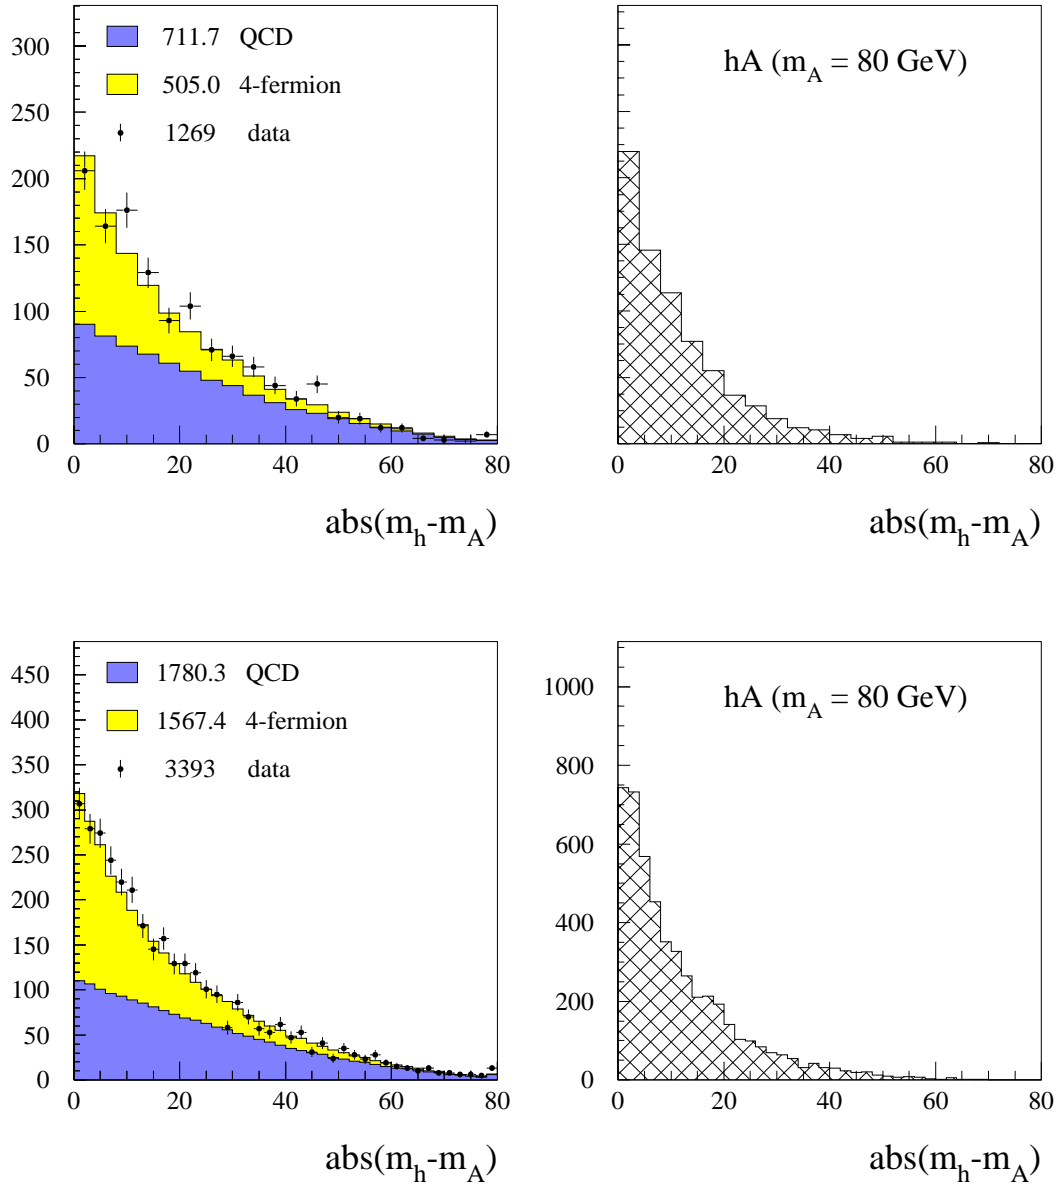 300
250
200
150
100
50
0
711.7 QCD
505.0 4-fermion
1269 data
0 20 40 60 80
abs(m_h-m_A)
hA (m_A = 80 GeV)
0 20 40 60 80
abs(m_h-m_A)
450
400
350
300
250
200
150
100
50
0
1780.3 QCD
1567.4 4-fermion
3393 data
0 20 40 60 80
abs(m_h-m_A)
1000
800
600
400
200
0
hA (m_A = 80 GeV)
0 20 40 60 80
abs(m_h-m_A)